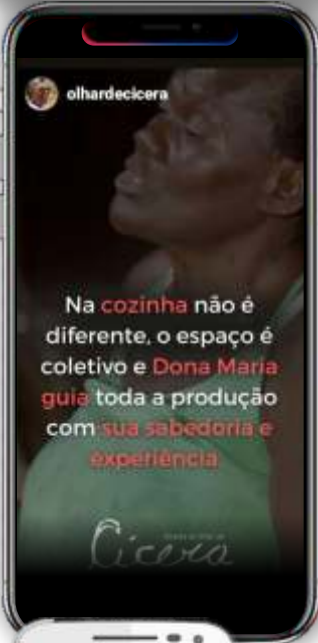 olhardecicera
Na cozinha não é
diferente, o espaço é
coletivo e Dona Maria
guia toda a produção
com sua sabedoria e
experiência
Cicera